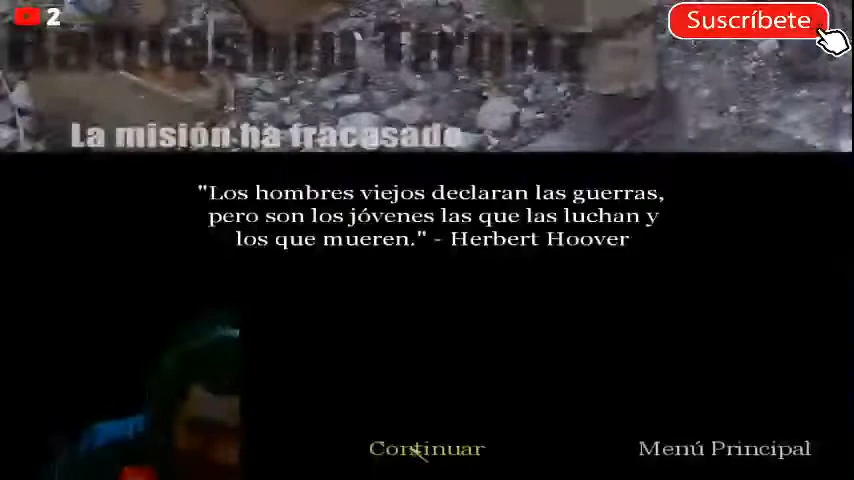 2
Suscríbete
La misión ha fracasado
"Los hombres viejos declaran las guerras,
pero son los jóvenes las que las luchan y
los que mueren." - Herbert Hoover
Continuar
Menú Principal